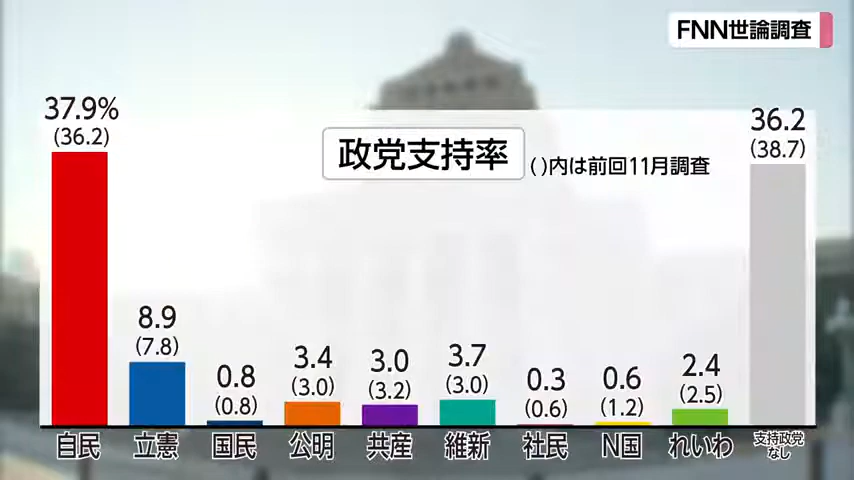 FNN世論調査
政党支持率
( )内は前回11月調査
37.9%
(36.2)
8.9
(7.8)
0.8
(0.8)
3.4
(3.0)
3.0
(3.2)
3.7
(3.0)
0.3
(0.6)
0.6
(1.2)
2.4
(2.5)
36.2
(38.7)
自民
立憲
国民
公明
共産
維新
社民
N国
れいわ
支持政党
なし